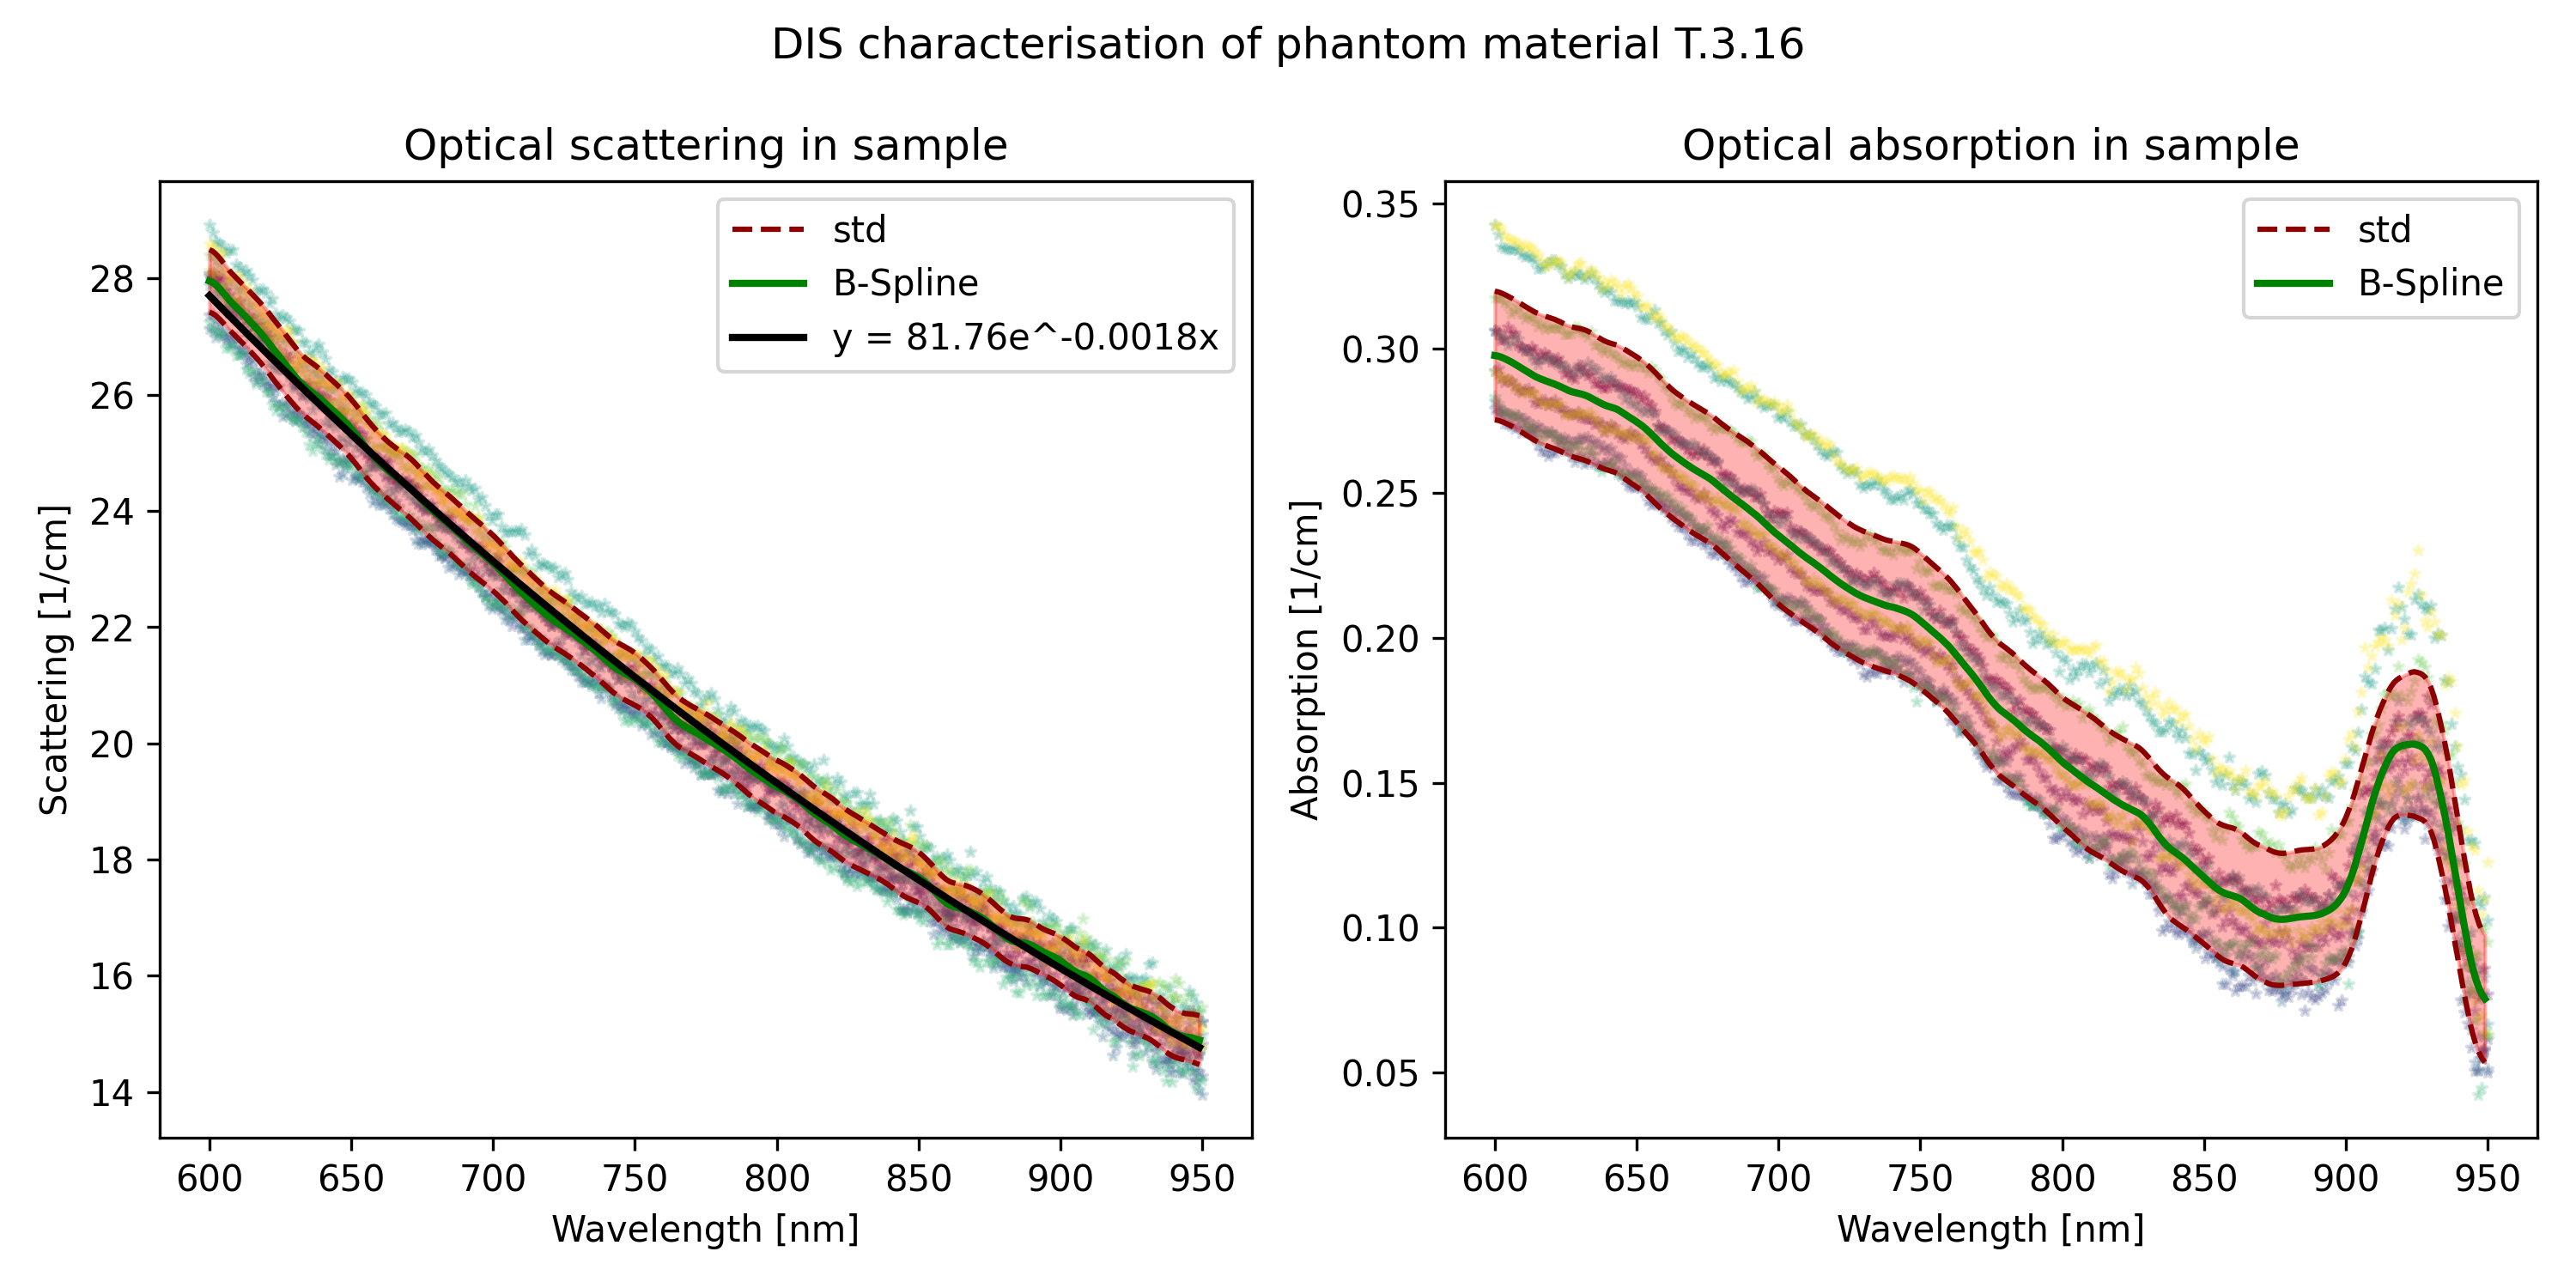 DIS characterisation of phantom material T.3.16
Optical scattering in sample
std
B-Spline
y = 81.76e^-0.0018x
Scattering [1/cm]
28
26
24
22
20
18
16
14
600 650 700 750 800 850 900 950
Wavelength [nm]
Optical absorption in sample
std
B-Spline
Absorption [1/cm]
0.35
0.30
0.25
0.20
0.15
0.10
0.05
600 650 700 750 800 850 900 950
Wavelength [nm]